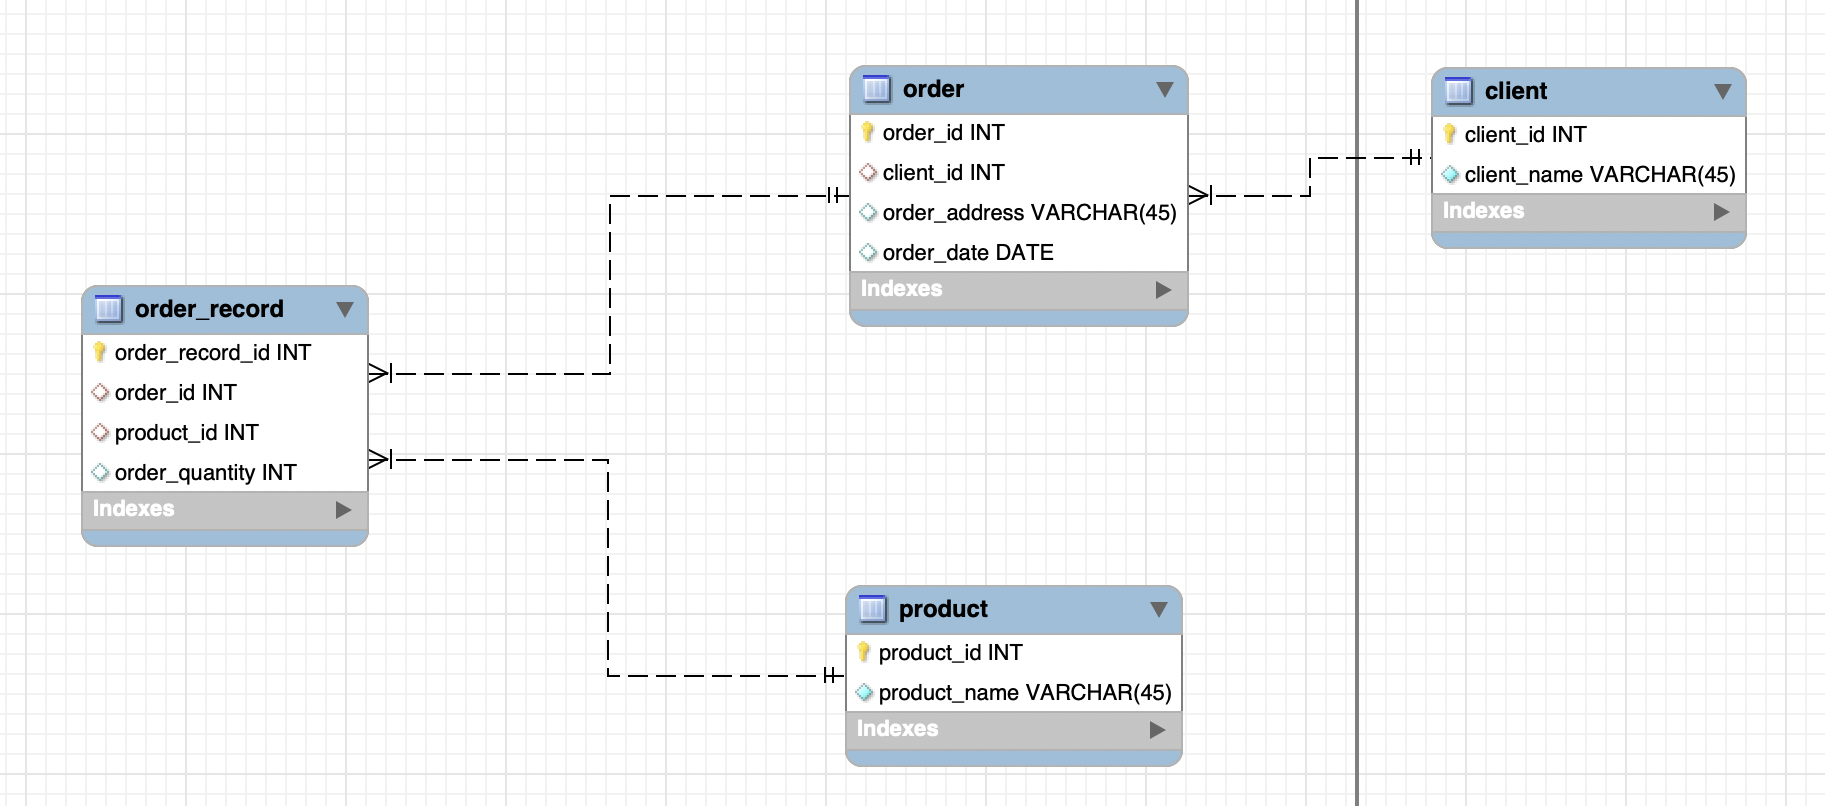 order
order_id INT
client_id INT
order_address VARCHAR(45)
order_date DATE
Indexes
client
client_id INT
client_name VARCHAR(45)
Indexes
order_record
order_record_id INT
order_id INT
product_id INT
order_quantity INT
Indexes
product
product_id INT
product_name VARCHAR(45)
Indexes